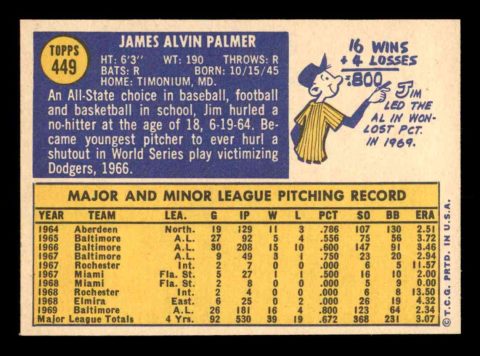 TOPPS
449
JAMES ALVIN PALMER
HT: 6'3" WT: 190 THROWS: R
BATS: R BORN: 10/15/45
HOME: TIMONIUM, MD.
An All-State choice in baseball, football
and basketball in school, Jim hurled a
no-hitter at the age of 18, 6-19-64. Be-
came youngest pitcher to ever hurl
a shutout in World Series play victimizing
Dodgers, 1966.
16 WINS
+ 4 LOSSES
.800
JIM
LED THE
AL IN WON-
LOST PCT.
IN 1969.
MAJOR AND MINOR LEAGUE PITCHING RECORD
YEAR TEAM LEA. G IP W L PCT SO BB ERA
1964 Aberdeen North. 19 129 11 3 .786 107 130 2.51
1965 Baltimore A.L. 27 92 5 4 .556 75 56 3.72
1966 Baltimore A.L. 30 208 15 10 .600 147 91 3.46
1967 Baltimore A.L. 9 49 3 1 .750 23 20 2.94
1967 Rochester Int. 2 7 0 0 .000 6 5 11.57
1967 Miami Fla. St. 5 27 1 1 .500 16 10 2.00
1968 Miami Fla. St. 2 8 0 0 .000 5 9 0.00
1968 Rochester Int. 2 4 0 0 .000 6 8 13.50
1968 Elmira East. 6 25 0 2 .000 26 19 4.32
1969 Baltimore A.L. 26 181 16 4 .800 123 64 2.34
Major League Totals 4 Yrs. 92 530 39 19 .672 368 231 3.07
© T.C.G. PRTD. IN U.S.A.